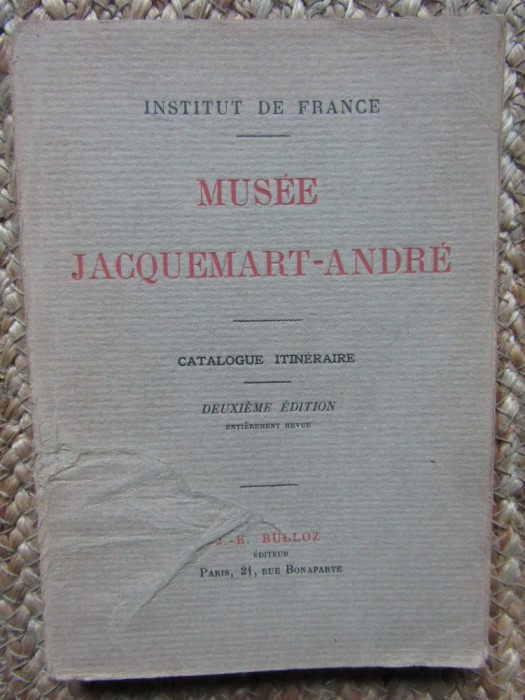 INSTITUT DE FRANCE
MUSÉE
JACQUEMART-ANDRÉ
CATALOGUE ITINÉRAIRE
DEUXIÈME ÉDITION
ENTIÈREMENT REVUE
J.-E. BULLOZ
ÉDITEUR
PARIS, 21, RUE BONAPARTE